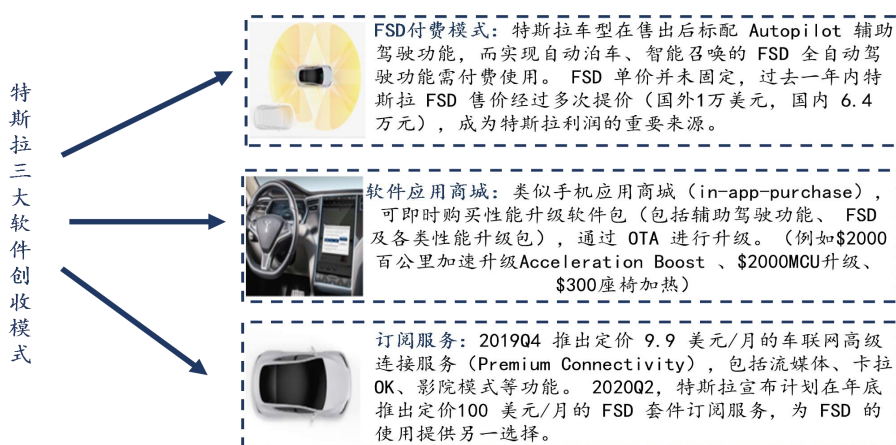 特斯拉三大软件创收模式
FSD付费模式：特斯拉车型在售出后标配 Autopilot 辅助
驾驶功能，而实现自动泊车、智能召唤的 FSD 全自动驾
驶功能需付费使用。 FSD 单价并未固定，过去一年内特
斯拉 FSD 售价经过多次提价（国外1万美元，国内 6.4
万元），成为特斯拉利润的重要来源。
软件应用商城：类似手机应用商城（in-app-purchase），
可即时购买性能升级软件包（包括辅助驾驶功能、 FSD
及各类性能升级包），通过 OTA 进行升级。（例如$2000
百公里加速升级Acceleration Boost 、$2000MCU升级、
$300座椅加热）
订阅服务：2019Q4 推出定价 9.9 美元/月的车联网高级
连接服务（Premium Connectivity），包括流媒体、卡拉
OK、影院模式等功能。 2020Q2，特斯拉宣布计划在年底
推出定价100 美元/月的 FSD 套件订阅服务，为 FSD 的
使用提供另一选择。